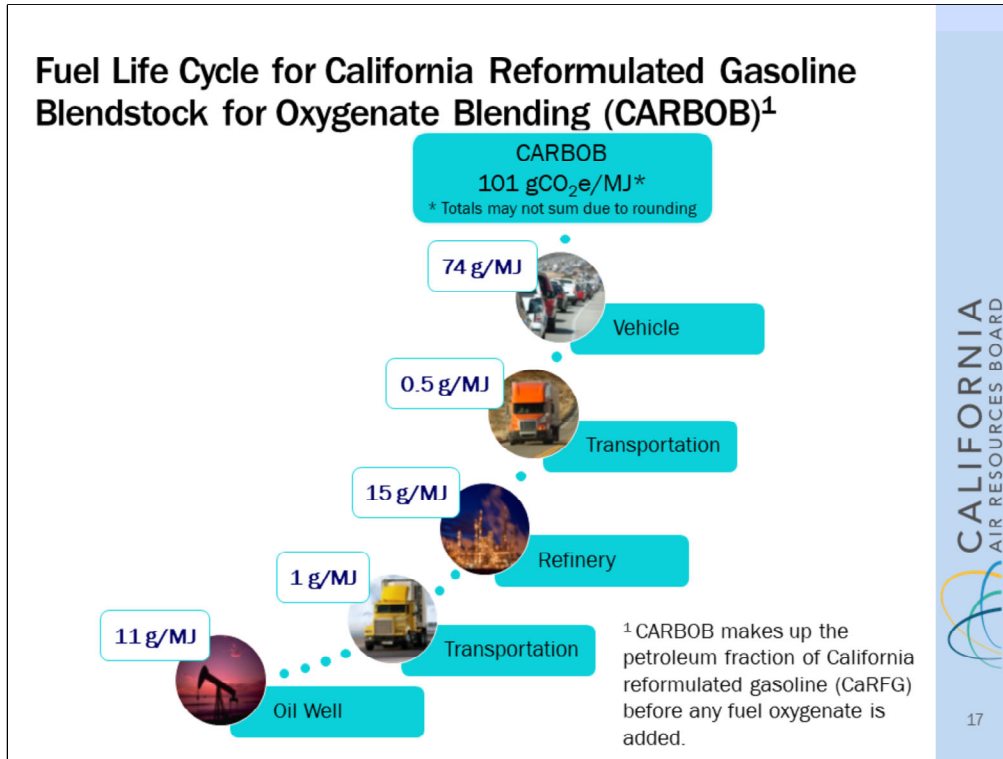 Fuel Life Cycle for California Reformulated Gasoline
Blendstock for Oxygenate Blending (CARBOB)¹
CARBOB
101 gCO₂e/MJ*
* Totals may not sum due to rounding
74 g/MJ
Vehicle
0.5 g/MJ
Transportation
15 g/MJ
Refinery
1 g/MJ
Transportation
11 g/MJ
Oil Well
¹ CARBOB makes up the
petroleum fraction of California
reformulated gasoline (CaRFG)
before any fuel oxygenate is
added.
CALIFORNIA
AIR RESOURCES BOARD
17